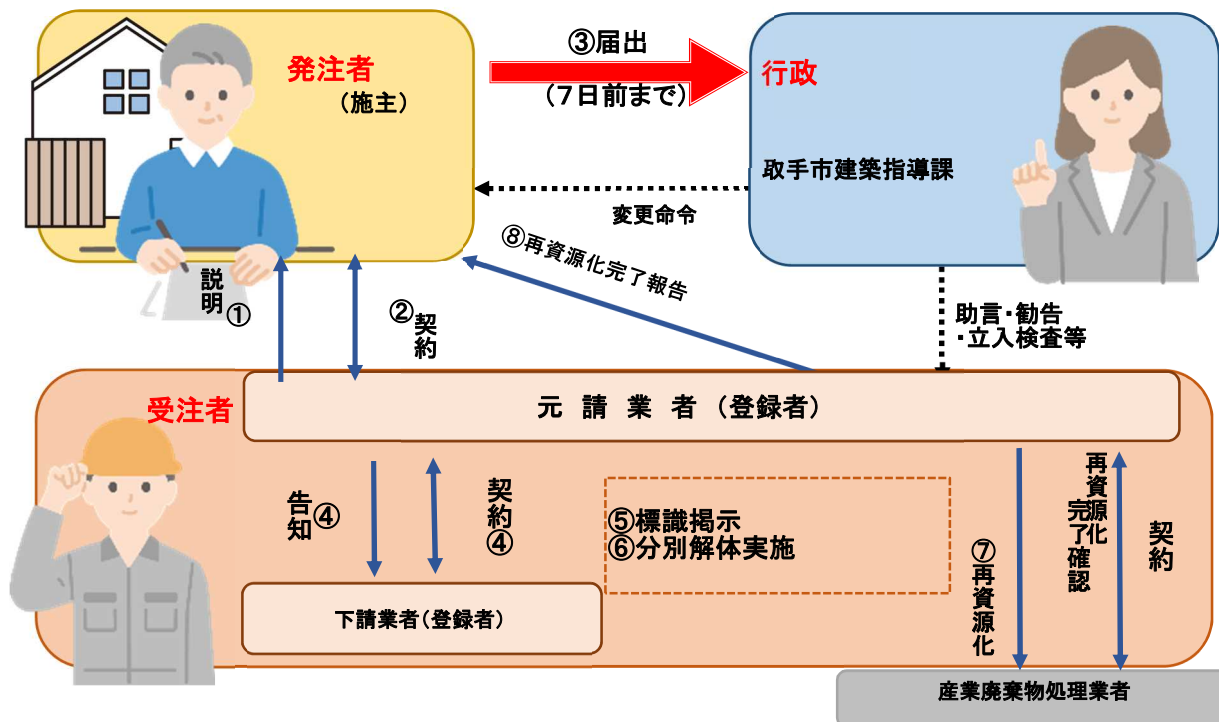 発注者
（施主）
③届出
（７日前まで）
行政
取手市建築指導課
変更命令
⑧再資源化完了報告
説明①
②契約
助言・勧告
・立入検査等
受注者
元請業者（登録者）
告知④
契約④
⑤標識掲示
⑥分別解体実施
⑦再資源化
再資源化
完了確認
契約
下請業者（登録者）
産業廃棄物処理業者